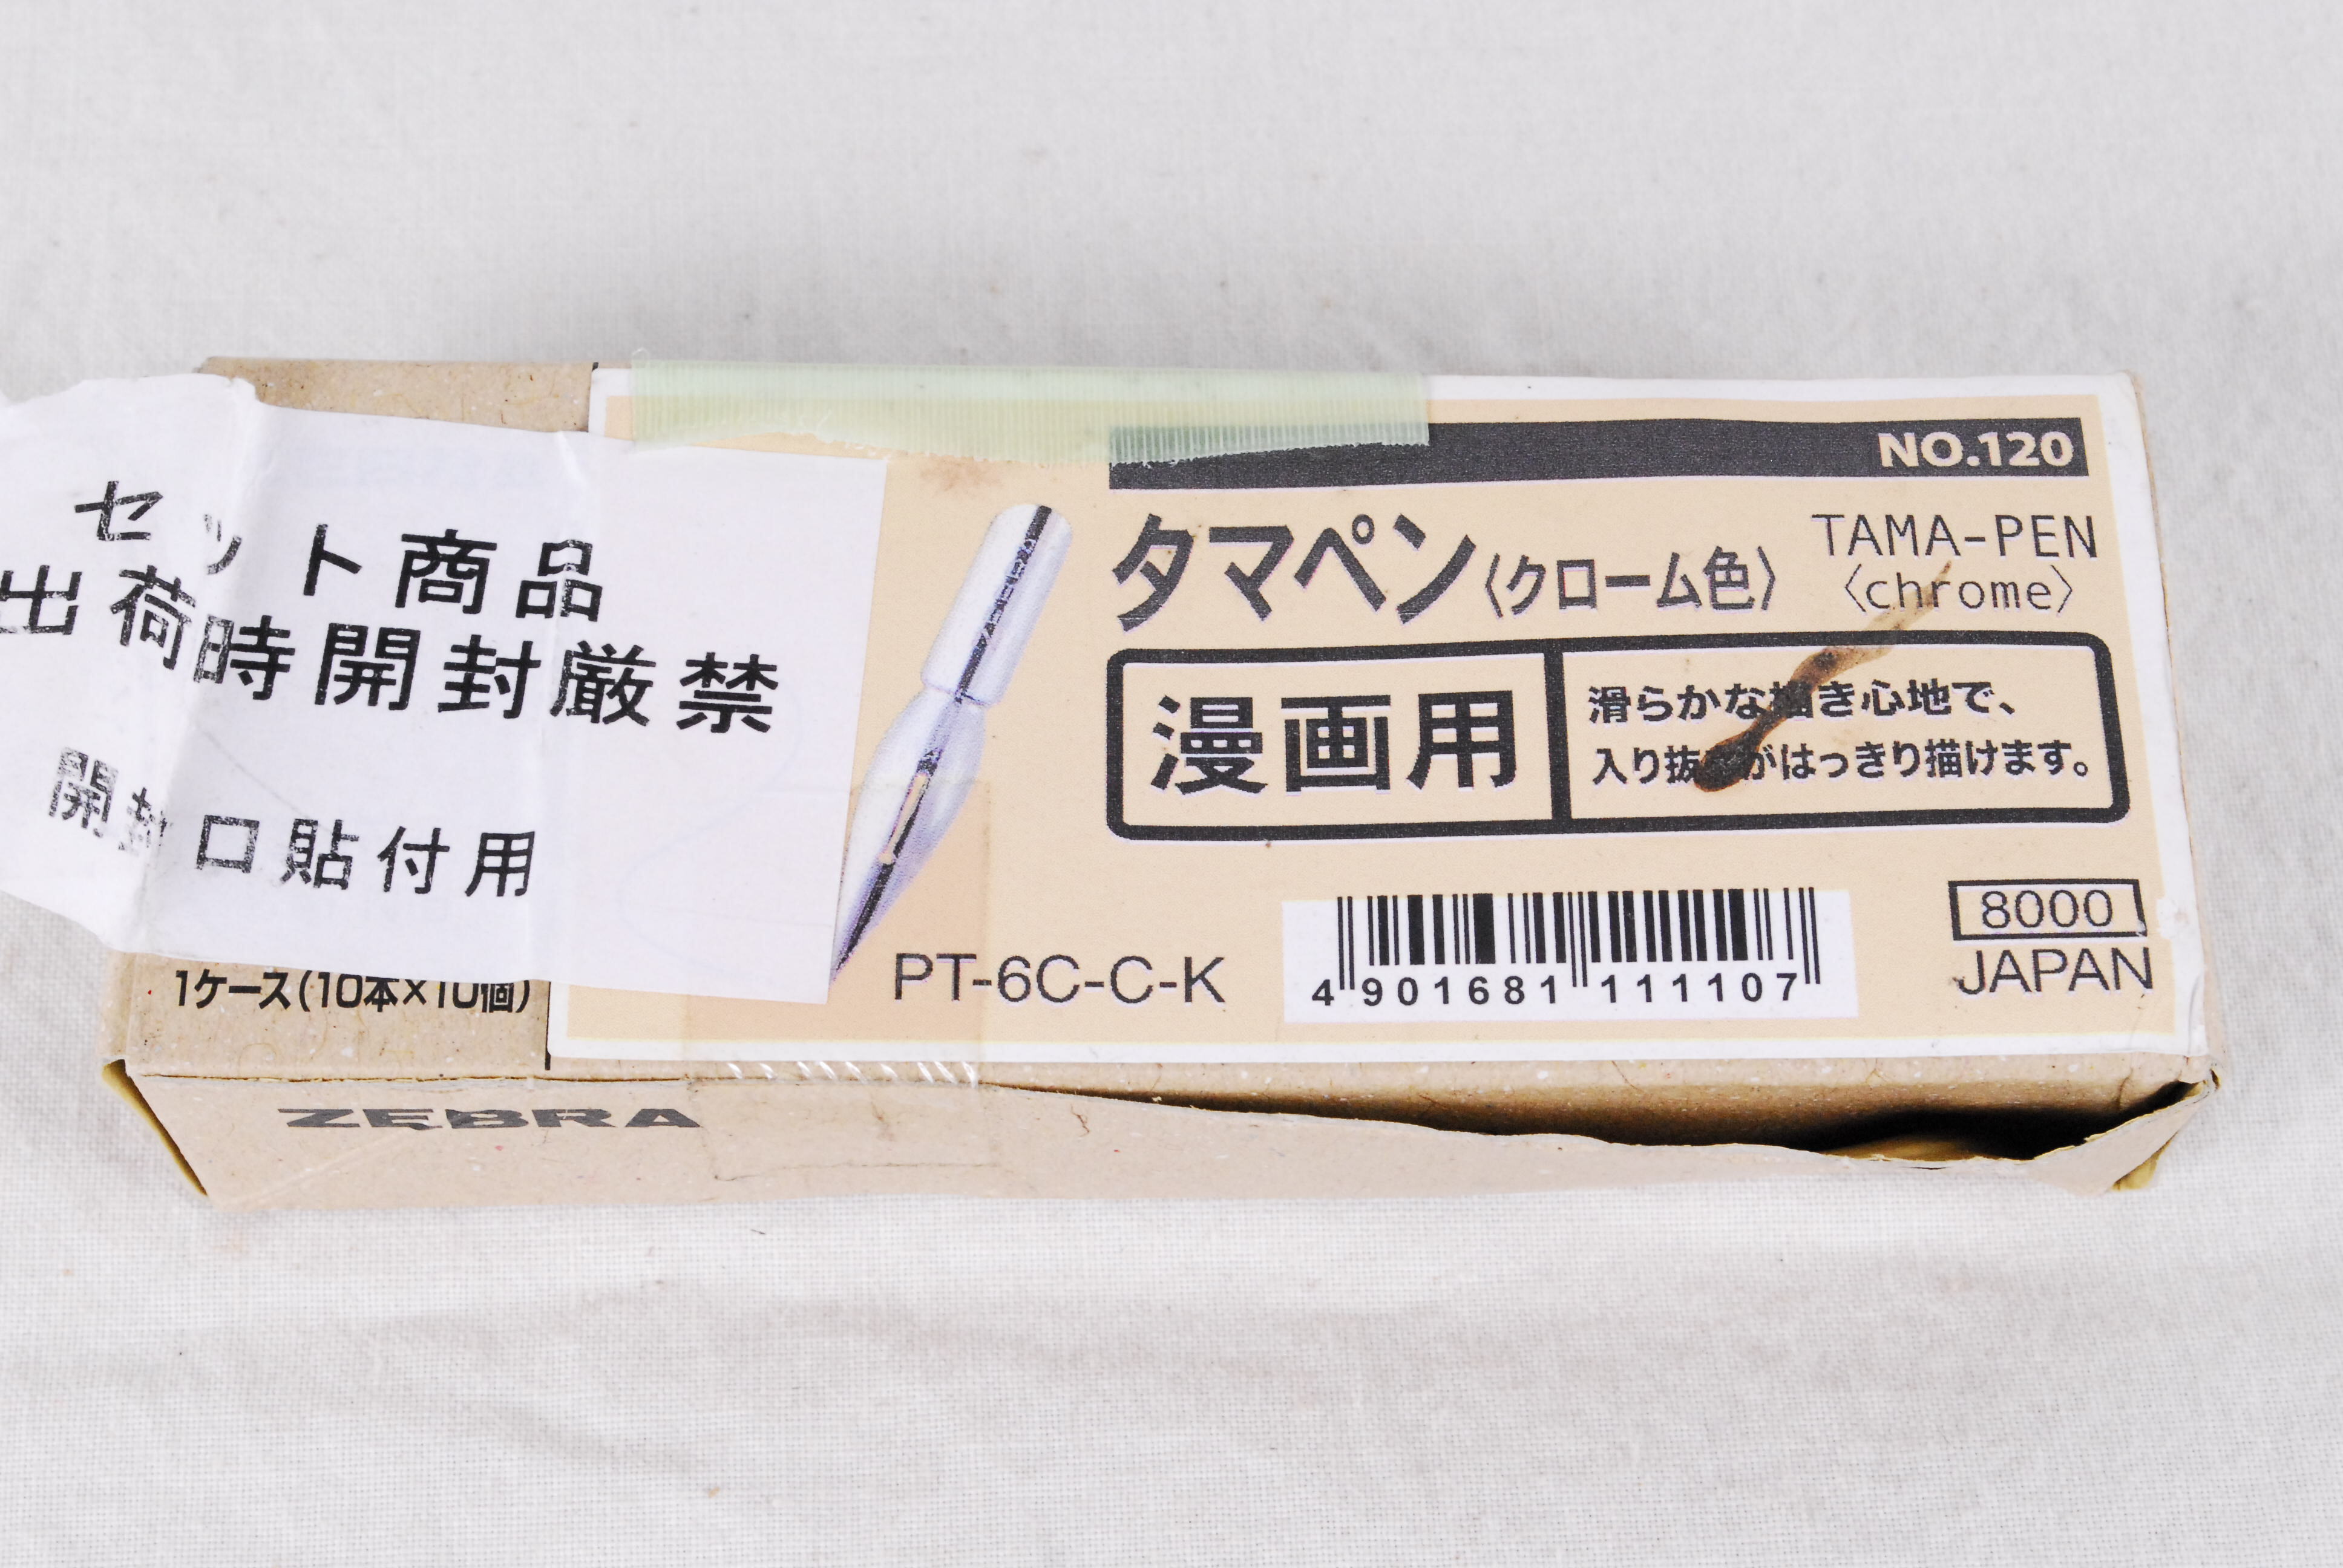 セット商品
出荷時開封厳禁
開封口貼付用
1ケース(10本×10個)
ZEBRA
NO.120
タマペン〈クローム色〉
TAMA-PEN
〈chrome〉
漫画用
滑らかな描き心地で、
入り抜きがはっきり描けます。
PT-6C-C-K
4 901681 111107
8000
JAPAN